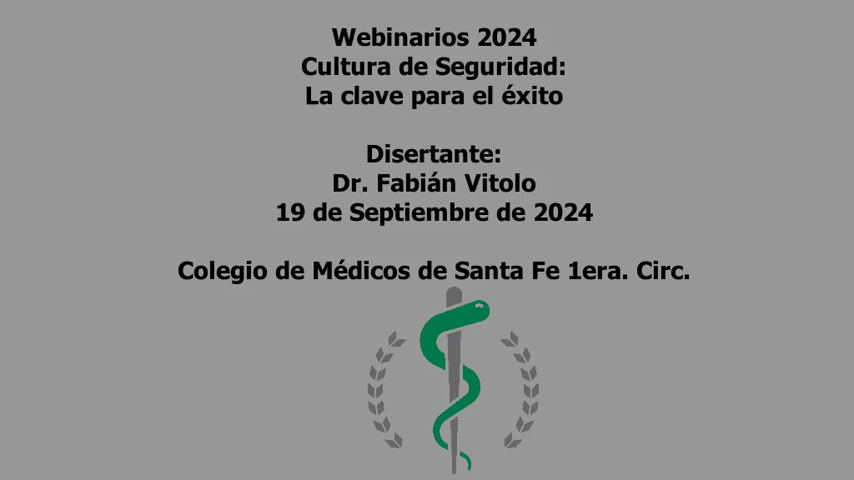 Webinarios 2024
Cultura de Seguridad:
La clave para el éxito
Disertante:
Dr. Fabián Vitolo
19 de Septiembre de 2024
Colegio de Médicos de Santa Fe 1era. Circ.